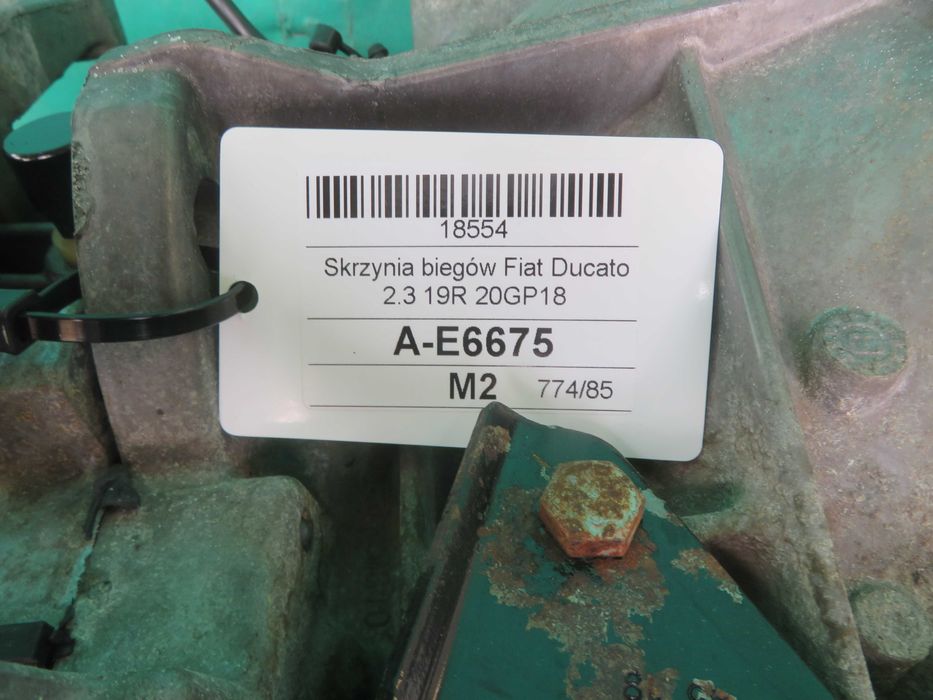 18554
Skrzynia biegów Fiat Ducato
2.3 19R 20GP18
A-E6675
M2 774/85